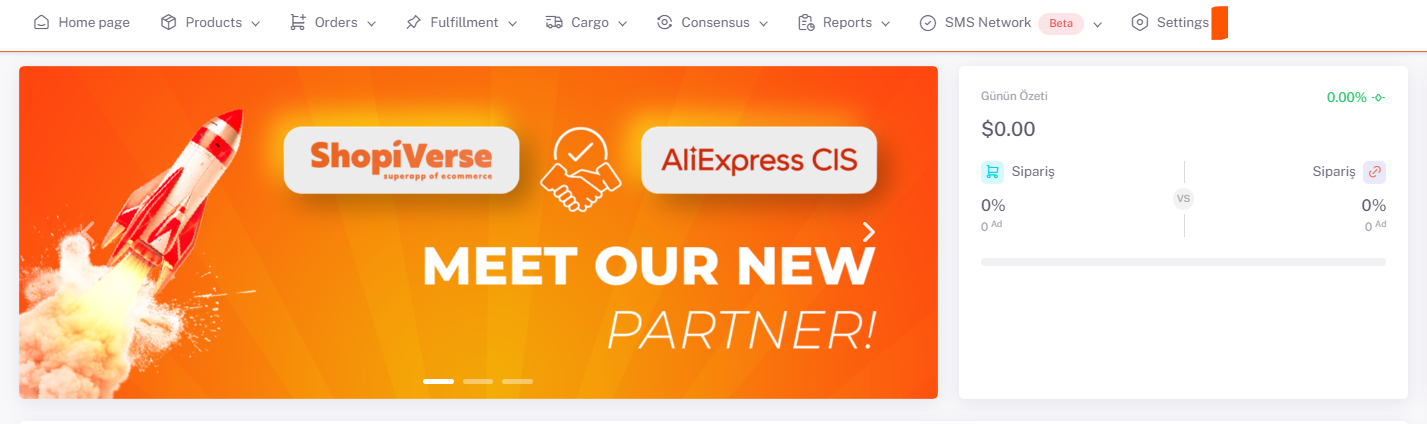 Home page Products Orders Fulfillment Cargo Consensus Reports SMS Network Beta Settings
ShopiVerse
superapp of ecommerce
AliExpress CIS
MEET OUR NEW
PARTNER!
Günün Özeti 0.00%
$0.00
Sipariş Sipariş
VS
0% 0%
0 Ad 0 Ad